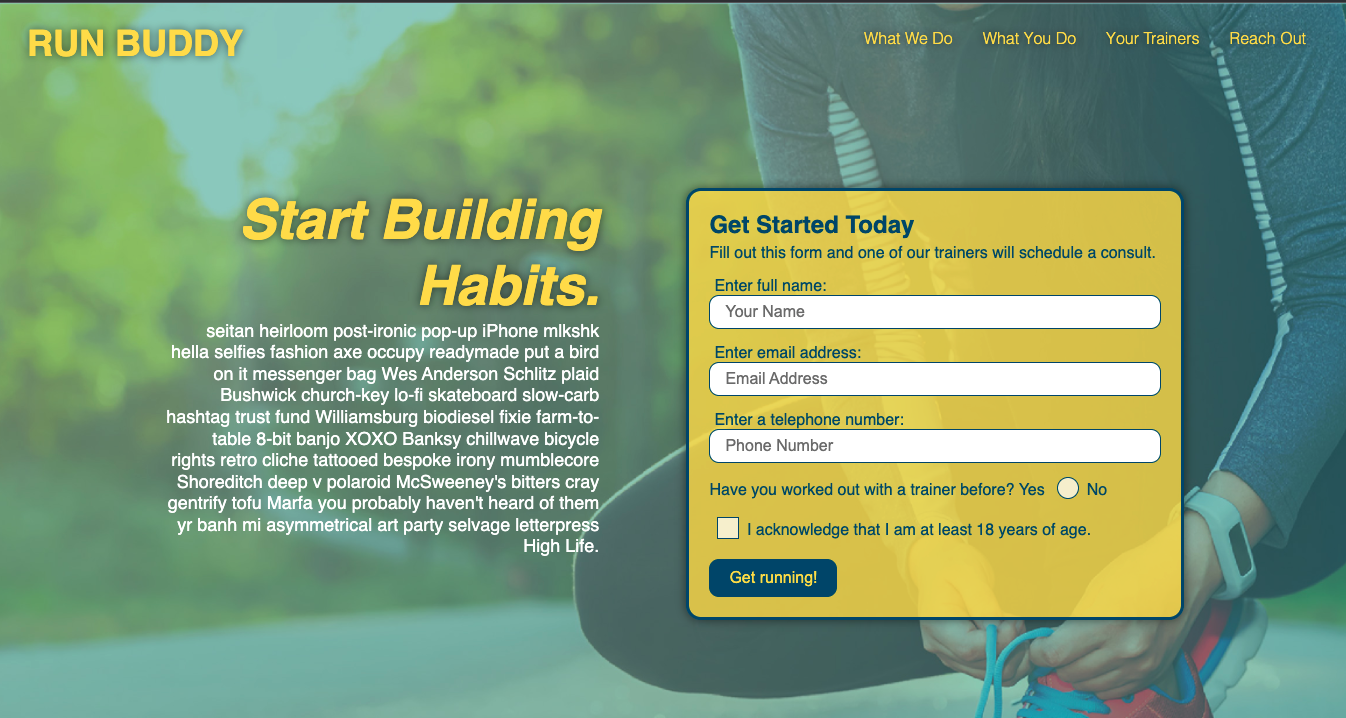 RUN BUDDY
What We Do What You Do Your Trainers Reach Out
Start Building
Habits.
seitan heirloom post-ironic pop-up iPhone mlkshk
hella selfies fashion axe occupy readymade put a bird
on it messenger bag Wes Anderson Schlitz plaid
Bushwick church-key lo-fi skateboard slow-carb
hashtag trust fund Williamsburg biodiesel fixie farm-to-
table 8-bit banjo XOXO Banksy chillwave bicycle
rights retro cliche tattooed bespoke irony mumblecore
Shoreditch deep v polaroid McSweeney's bitters cray
gentrify tofu Marfa you probably haven't heard of them
yr banh mi asymmetrical art party selvage letterpress
High Life.
Get Started Today
Fill out this form and one of our trainers will schedule a consult.
Enter full name:
Your Name
Enter email address:
Email Address
Enter a telephone number:
Phone Number
Have you worked out with a trainer before? Yes No
I acknowledge that I am at least 18 years of age.
Get running!